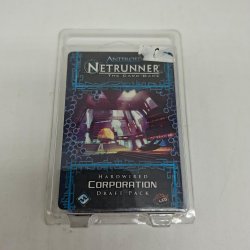 ANDROID
NETRUNNER
THE CARD GAME
HARDWIRED
CORPORATION
DRAFT PACK